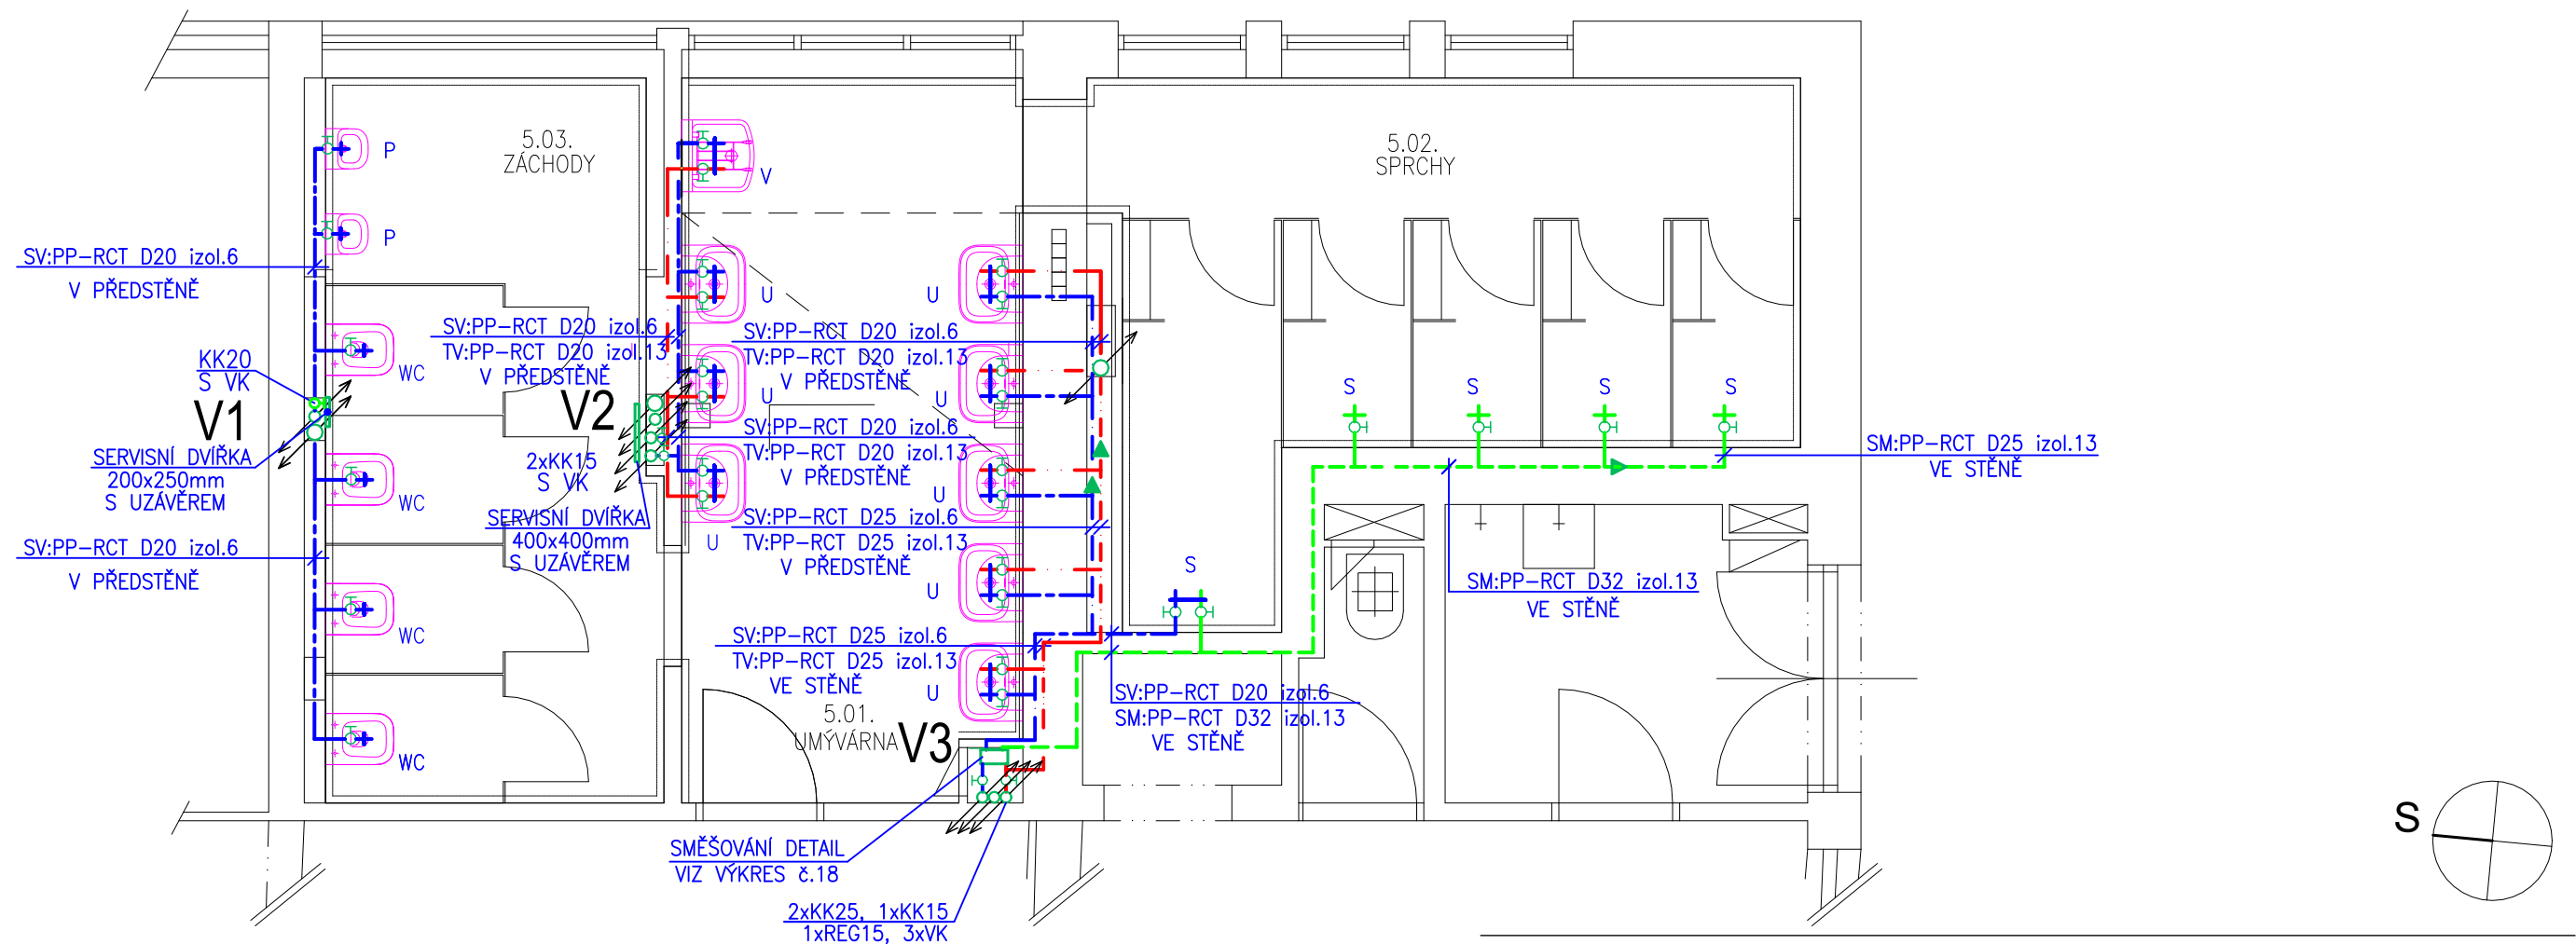 5.03.
ZÁCHODY
5.02.
SPRCHY
P
P
V
SV:PP-RCT D20 izol.6
V PŘEDSTĚNĚ
U
U
SV:PP-RCT D20 izol.6
TV:PP-RCT D20 izol.13
V PŘEDSTĚNĚ
SV:PP-RCT D20 izol.6
TV:PP-RCT D20 izol.13
V PŘEDSTĚNĚ
KK20
S VK
WC
V1
V2
U
U
S
S
S
S
SERVISNÍ DVÍŘKA
200x250mm
S UZÁVĚREM
2xKK15
S VK
SV:PP-RCT D20 izol.6
TV:PP-RCT D20 izol.13
V PŘEDSTĚNĚ
SM:PP-RCT D25 izol.13
VE STĚNĚ
WC
U
SERVISNÍ DVÍŘKA
400x400mm
S UZÁVĚREM
U
SV:PP-RCT D25 izol.6
TV:PP-RCT D25 izol.13
V PŘEDSTĚNĚ
SV:PP-RCT D20 izol.6
V PŘEDSTĚNĚ
S
U
SM:PP-RCT D32 izol.13
VE STĚNĚ
WC
SV:PP-RCT D25 izol.6
TV:PP-RCT D25 izol.13
VE STĚNĚ
U
SV:PP-RCT D20 izol.6
SM:PP-RCT D32 izol.13
VE STĚNĚ
5.01.
UMÝVÁRNA
V3
WC
S
SMĚŠOVÁNÍ DETAIL
VIZ VÝKRES č.18
2xKK25, 1xKK15
1xREG15, 3xVK